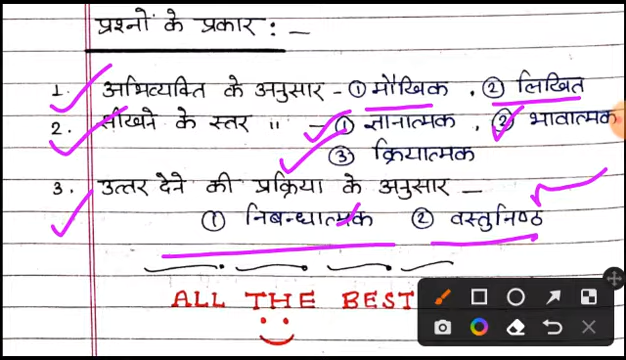 प्रश्नों के प्रकार : –
1. अभिव्यक्ति के अनुसार - ① मौखिक , ② लिखित
2. सीखने के स्तर " - ① ज्ञानात्मक , ② भावात्मक
③ क्रियात्मक
3. उत्तर देने की प्रक्रिया के अनुसार –
① निबन्धात्मक ② वस्तुनिष्ठ
ALL THE BEST